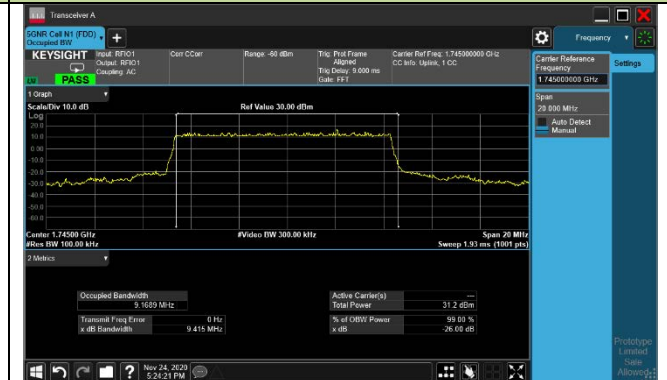 Transceiver A
5GNR Call N1 (FDD)
Occupied BW
Frequency
KEYSIGHT
Input: RFIO1
Output: RFIO1
Coupling: AC
Corr CCorr
Range: -60 dBm
Trig: Prot Frame
Aligned
Trig Delay: 9.000 ms
Gate: FFT
Carrier Ref Freq: 1.745000000 GHz
CC Info: Uplink, 1 CC
PASS
Carrier Reference
Frequency
1.745000000 GHz
Settings
Span
20.000 MHz
Auto Detect
Manual
1 Graph
Scale/Div 10.0 dB
Ref Value 30.00 dBm
Log
20.0
10.0
0.00
-10.0
-20.0
-30.0
-40.0
-50.0
-60.0
Center 1.74500 GHz
#Video BW 300.00 kHz
Span 20 MHz
#Res BW 100.00 kHz
Sweep 1.93 ms (1001 pts)
2 Metrics
Occupied Bandwidth
9.1689 MHz
Active Carrier(s)
---
Total Power
31.2 dBm
Transmit Freq Error
0 Hz
x dB Bandwidth
9.415 MHz
% of OBW Power
99.00 %
x dB
-26.00 dB
Prototype
Limited
Sale
Allowed
?
Nov 24, 2020
5:24:21 PM